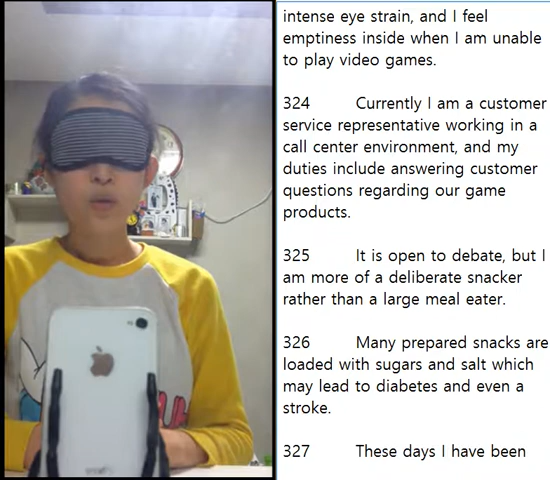 intense eye strain, and I feel
emptiness inside when I am unable
to play video games.
324 Currently I am a customer
service representative working in a
call center environment, and my
duties include answering customer
questions regarding our game
products.
325 It is open to debate, but I
am more of a deliberate snacker
rather than a large meal eater.
326 Many prepared snacks are
loaded with sugars and salt which
may lead to diabetes and even a
stroke.
327 These days I have been